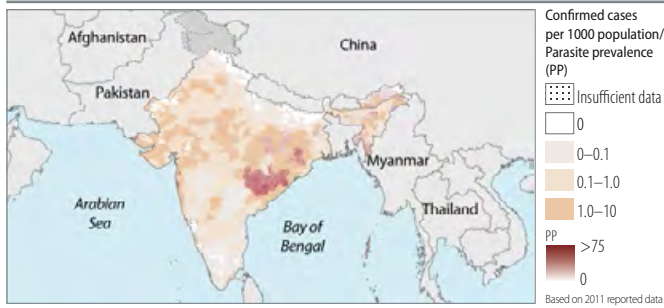 Confirmed cases
per 1000 population/
Parasite prevalence
(PP)
Insufficient data
0
0–0.1
0.1–1.0
1.0–10
PP
>75
0
Based on 2011 reported data
Afghanistan
China
Pakistan
Myanmar
Thailand
Arabian
Sea
Bay of
Bengal